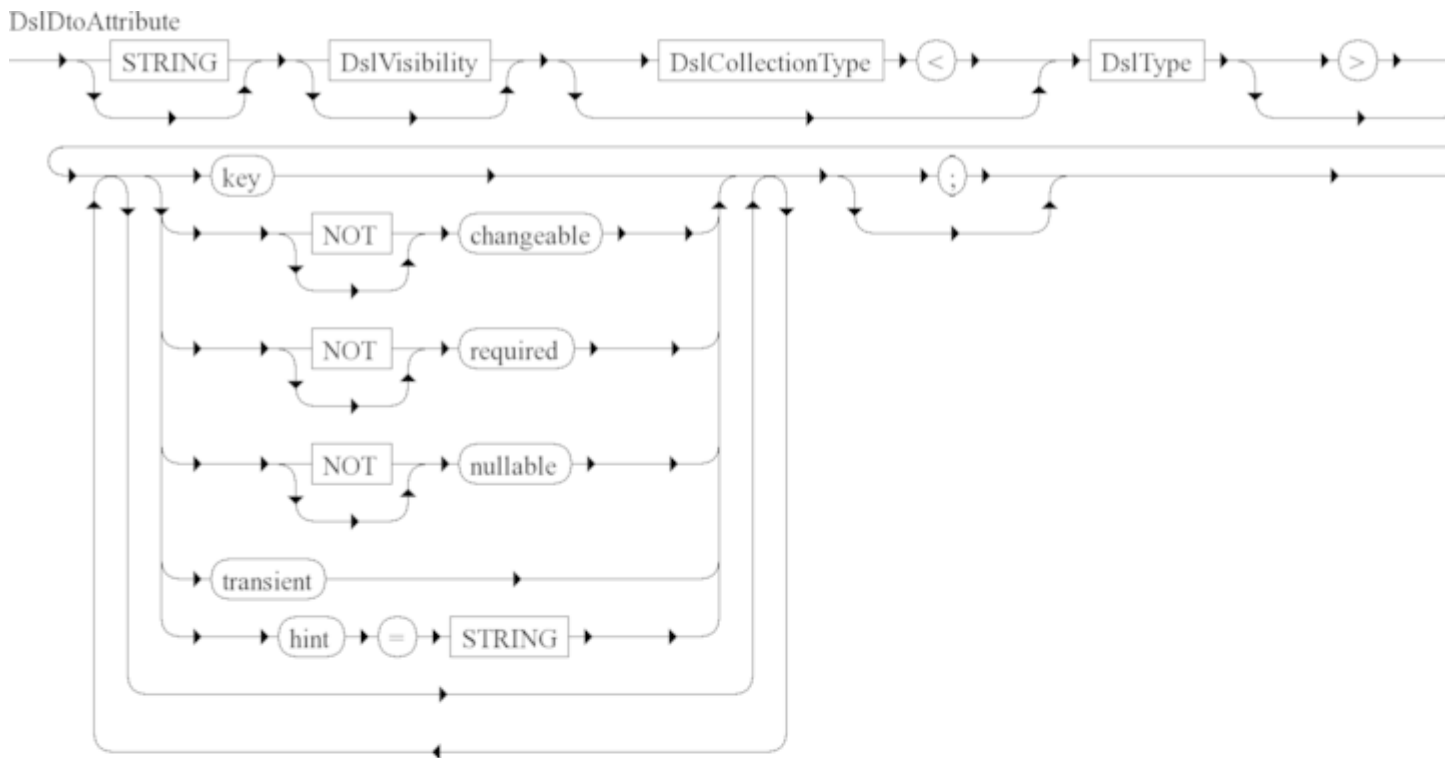 DslDtoAttribute
STRING DslVisibility DslCollectionType < DslType >
key ;
NOT changeable
NOT required
NOT nullable
transient
hint = STRING